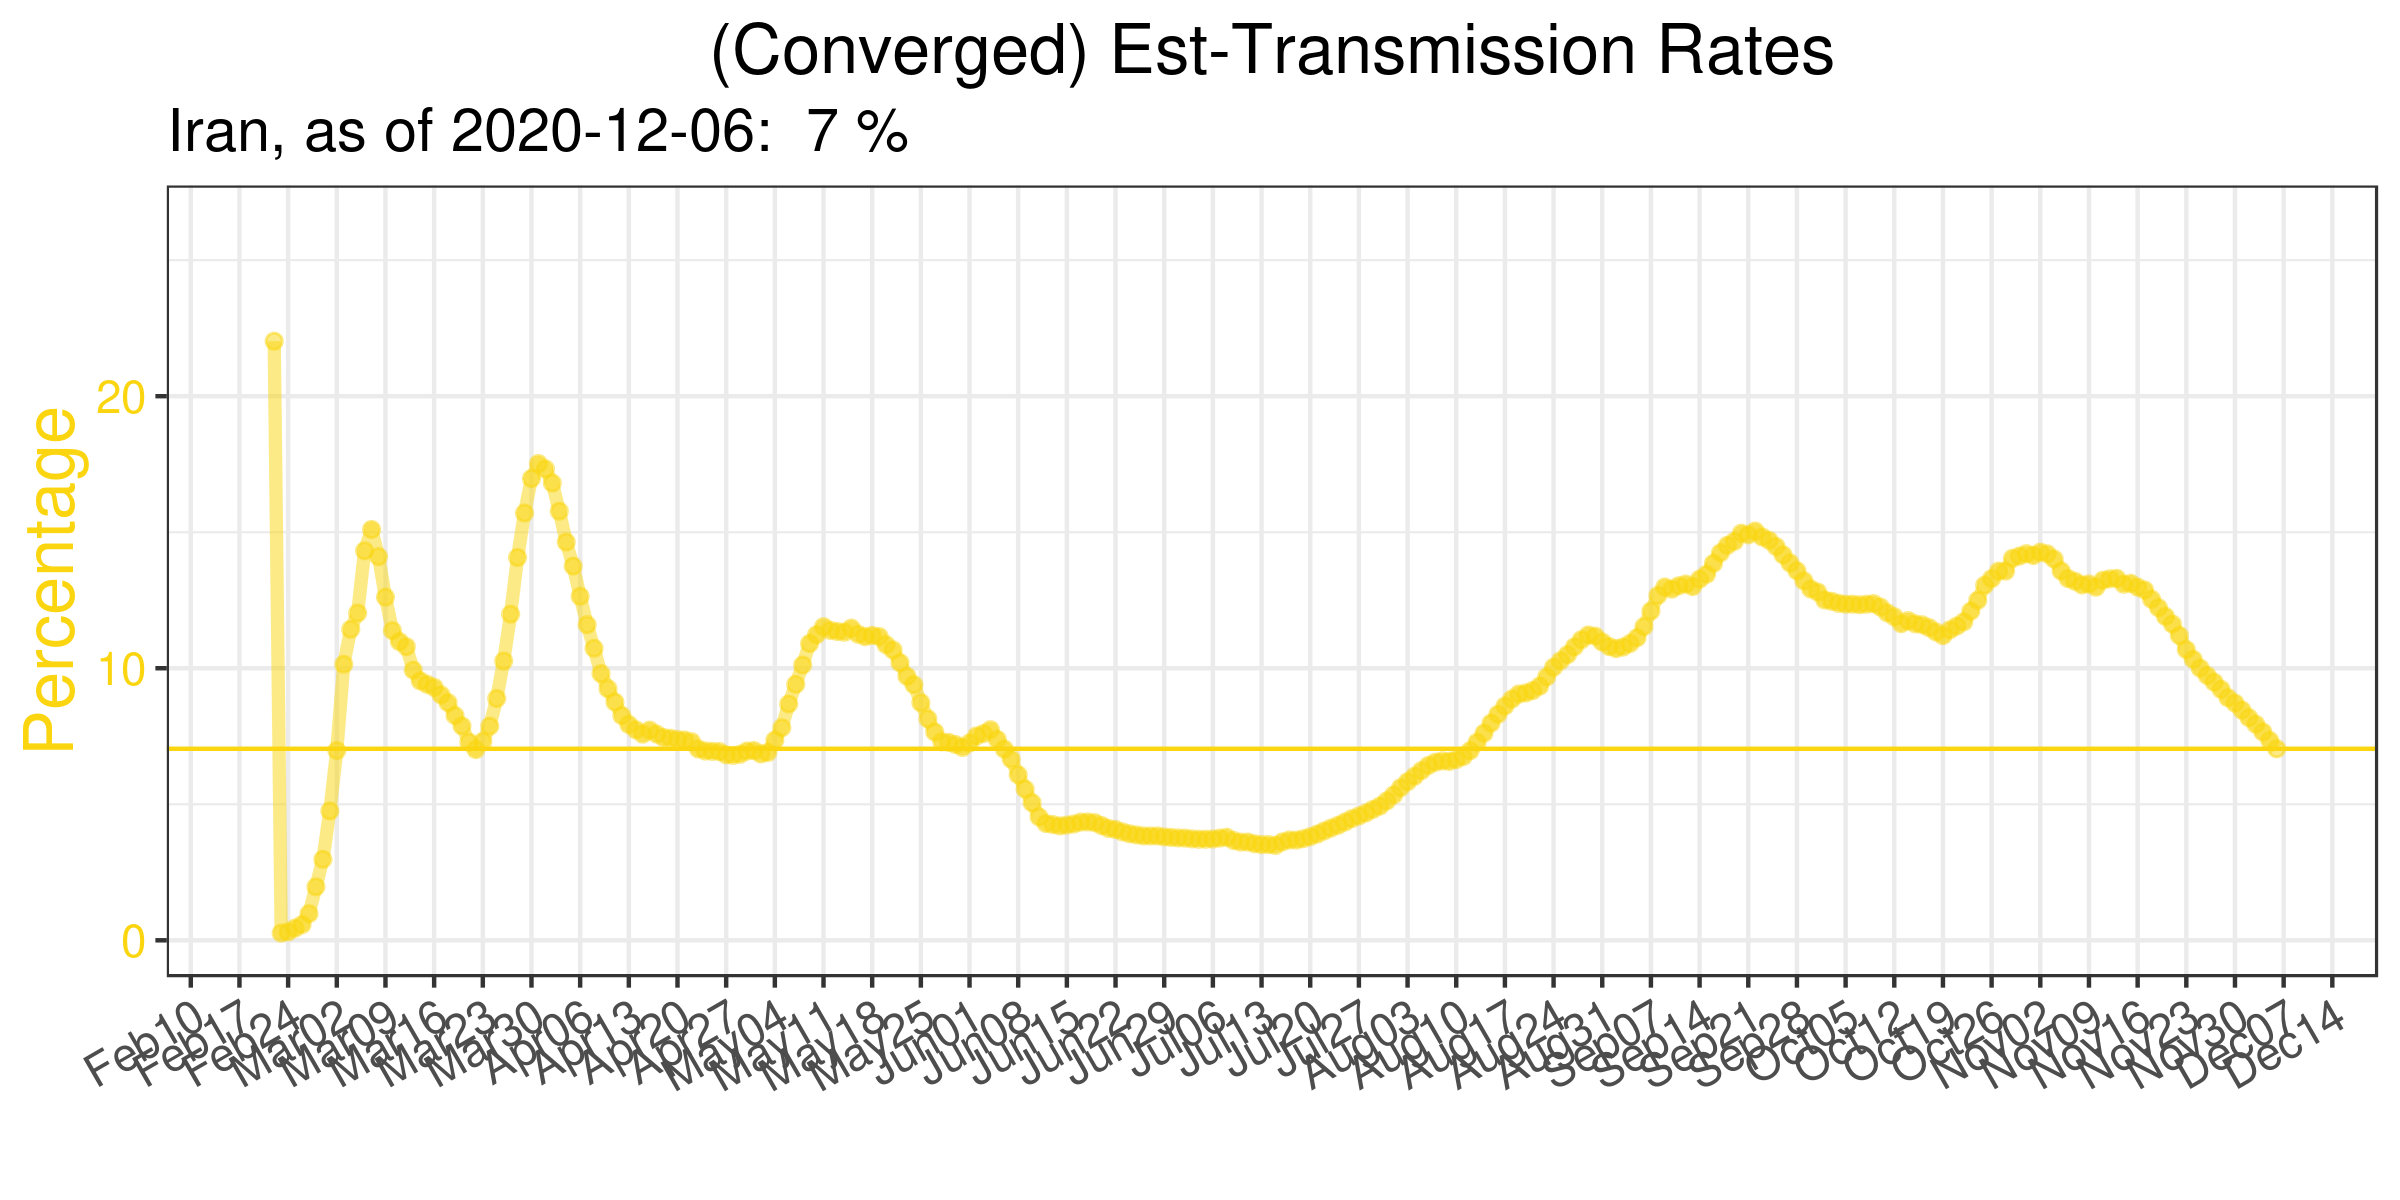 (Converged) Est-Transmission Rates
Iran, as of 2020-12-06:  7 %
Percentage
20
10
0
Feb10
Feb17
Feb24
Mar02
Mar09
Mar16
Mar23
Mar30
Apr06
Apr13
Apr20
Apr27
May04
May11
May18
May25
Jun01
Jun08
Jun15
Jun22
Jun29
Jul06
Jul13
Jul20
Jul27
Aug03
Aug10
Aug17
Aug24
Aug31
Sep07
Sep14
Sep21
Sep28
Oct05
Oct12
Oct19
Oct26
Nov02
Nov09
Nov16
Nov23
Nov30
Dec07
Dec14